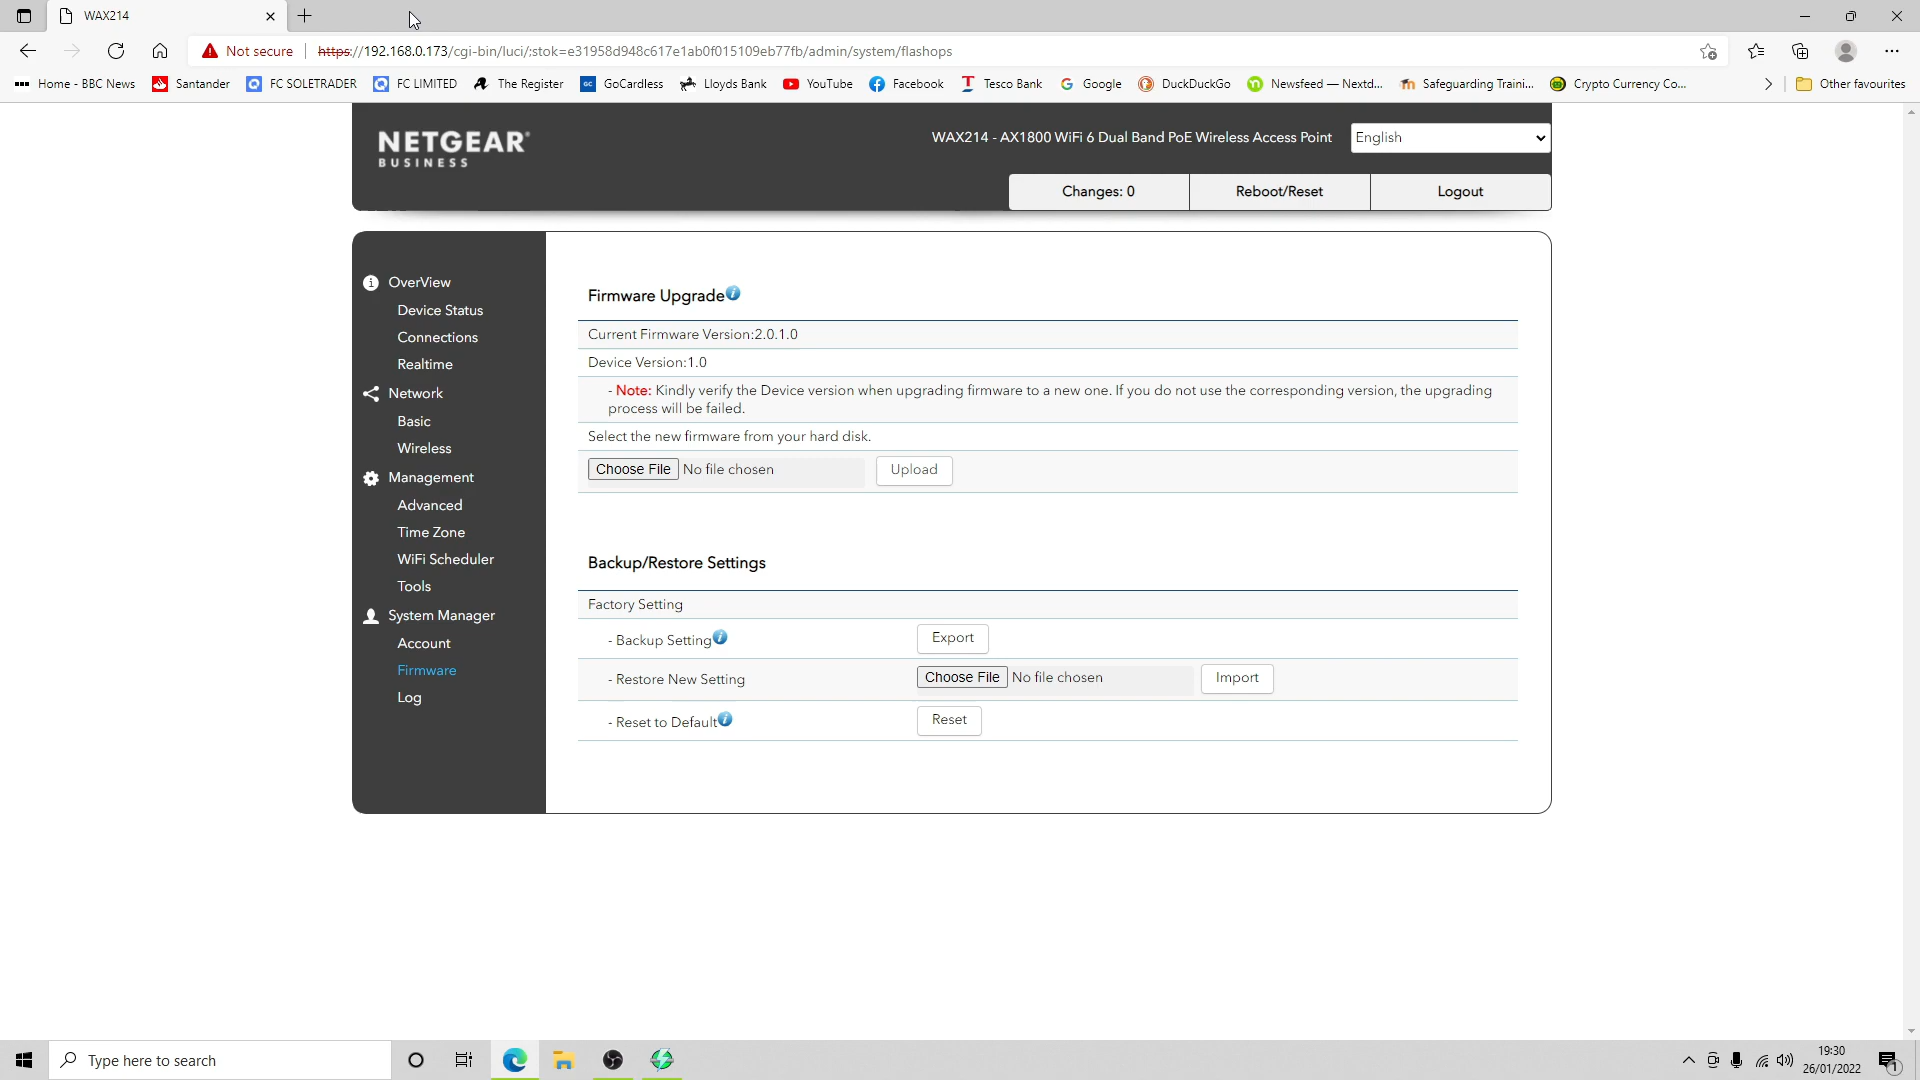 WAX214
Not secure https://192.168.0.173/cgi-bin/luci/;stok=e31958d948c617e1ab0f015109eb77fb/admin/system/flashops
Home - BBC News Santander FC SOLETRADER FC LIMITED The Register GoCardless Lloyds Bank YouTube Facebook Tesco Bank Google DuckDuckGo Newsfeed — Nextd... Safeguarding Traini... Crypto Currency Co... Other favourites
NETGEAR®
BUSINESS
WAX214 - AX1800 WiFi 6 Dual Band PoE Wireless Access Point English
Changes: 0 Reboot/Reset Logout
OverView
Device Status
Connections
Realtime
Network
Basic
Wireless
Management
Advanced
Time Zone
WiFi Scheduler
Tools
System Manager
Account
Firmware
Log
Firmware Upgrade
Current Firmware Version:2.0.1.0
Device Version:1.0
- Note: Kindly verify the Device version when upgrading firmware to a new one. If you do not use the corresponding version, the upgrading
process will be failed.
Select the new firmware from your hard disk.
Choose File No file chosen Upload
Backup/Restore Settings
Factory Setting
- Backup Setting Export
- Restore New Setting Choose File No file chosen Import
- Reset to Default Reset
Type here to search
19:30
26/01/2022
1